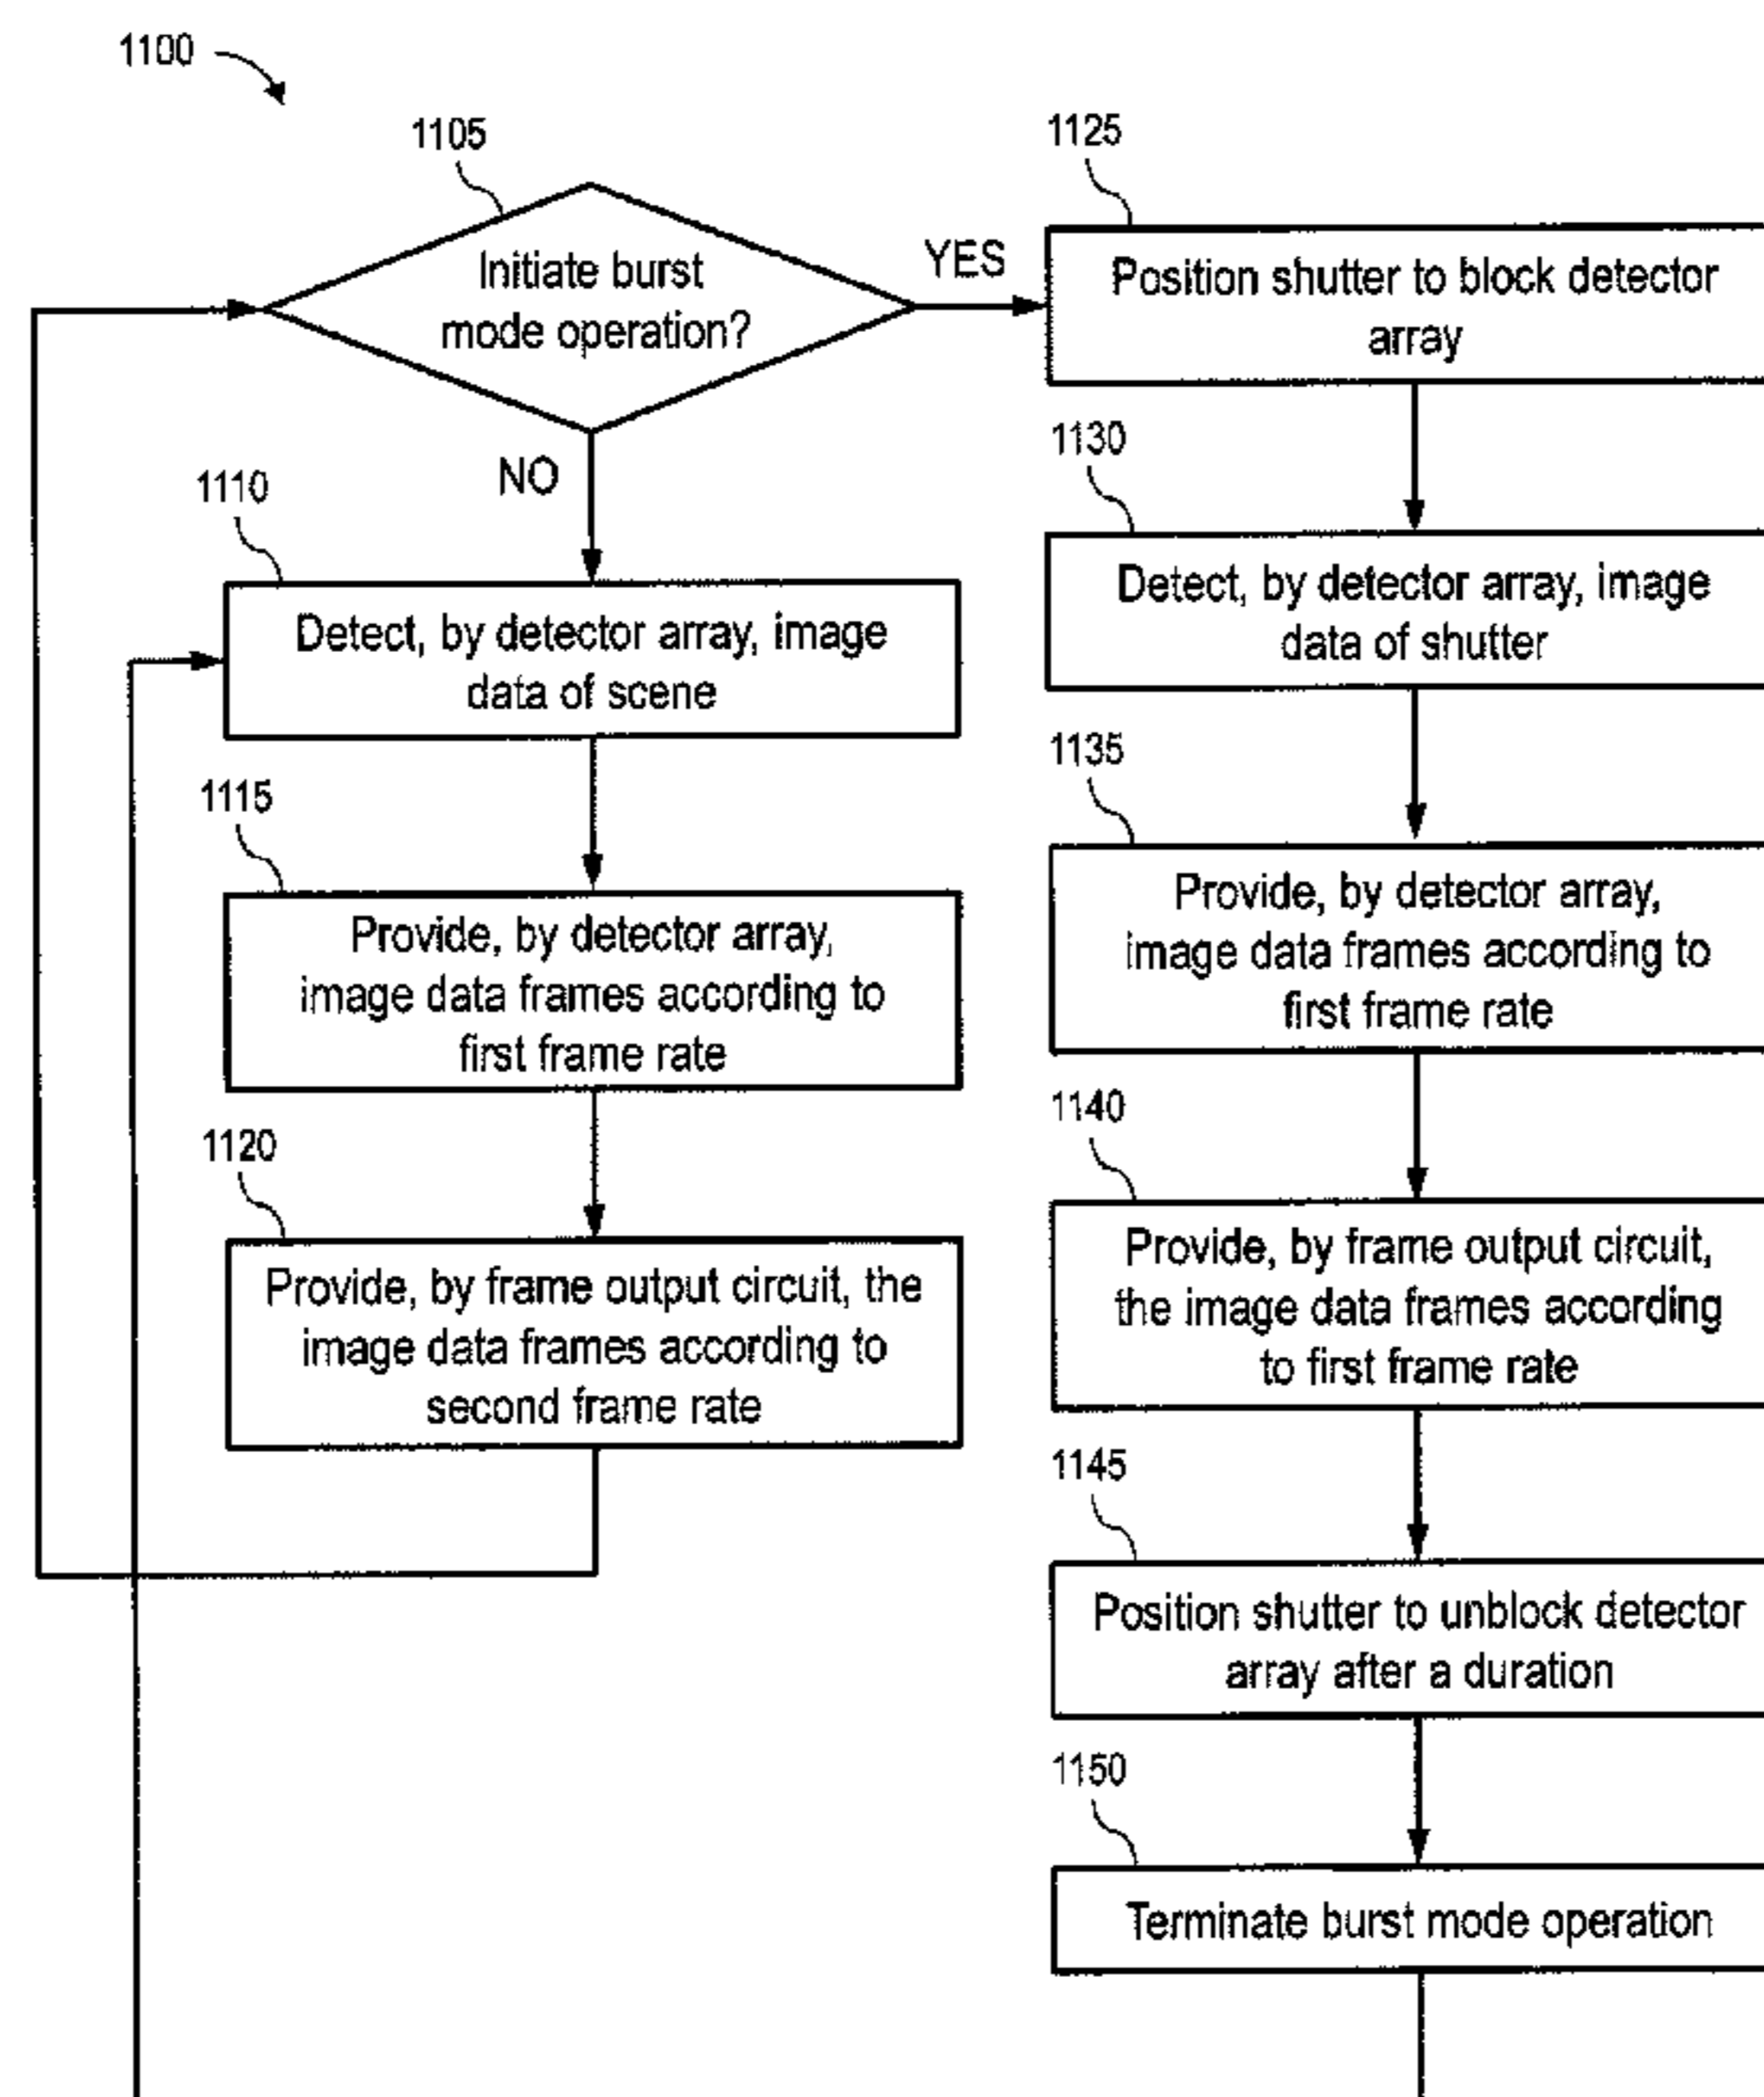 1100
1105
Initiate burst
mode operation?
YES
NO
1110
Detect, by detector array, image
data of scene
1115
Provide, by detector array,
image data frames according to
first frame rate
1120
Provide, by frame output circuit, the
image data frames according to
second frame rate
1125
Position shutter to block detector
array
1130
Detect, by detector array, image
data of shutter
1135
Provide, by detector array,
image data frames according to
first frame rate
1140
Provide, by frame output circuit,
the image data frames according
to first frame rate
1145
Position shutter to unblock detector
array after a duration
1150
Terminate burst mode operation